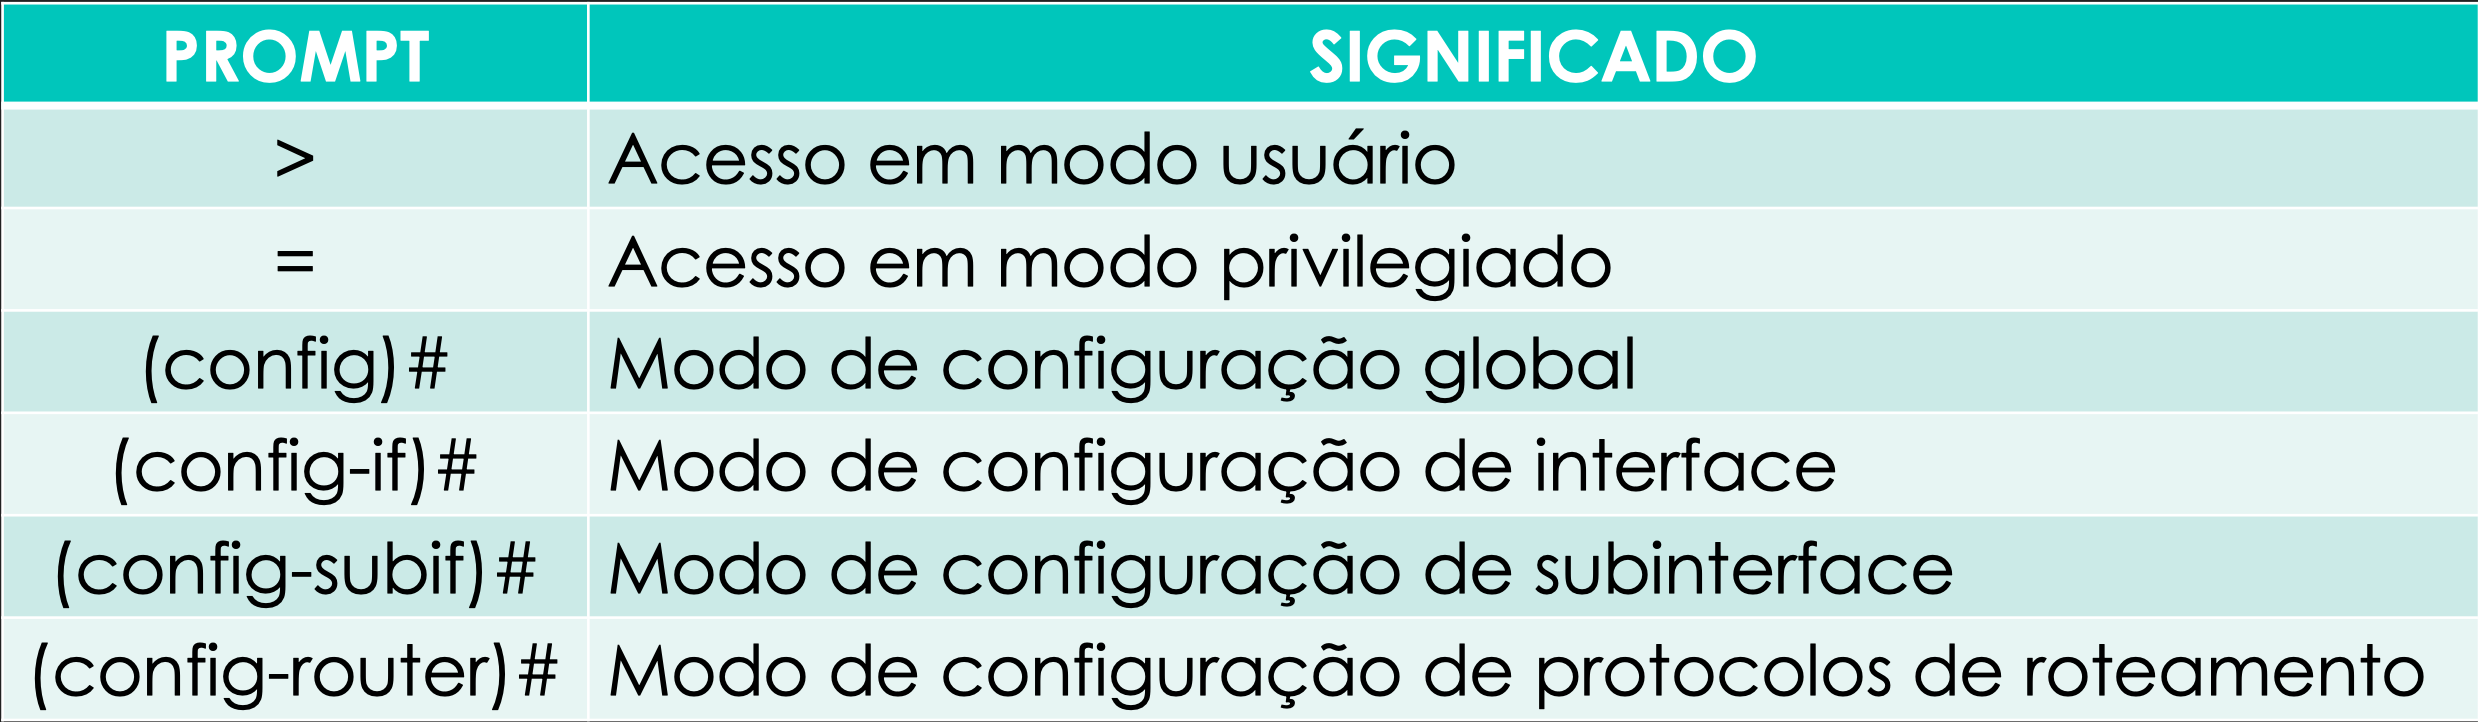 PROMPT SIGNIFICADO
> Acesso em modo usuário
= Acesso em modo privilegiado
(config)# Modo de configuração global
(config-if)# Modo de configuração de interface
(config-subif)# Modo de configuração de subinterface
(config-router)# Modo de configuração de protocolos de roteamento